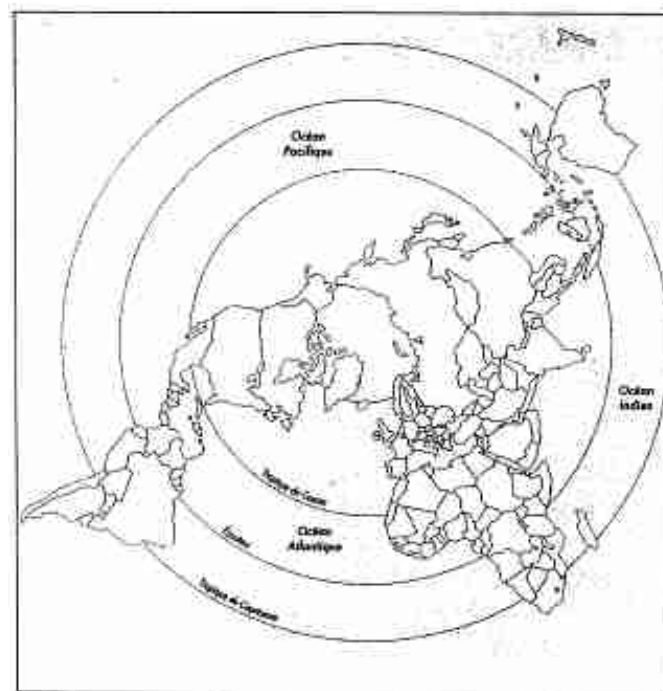 Océan
Pacifique
Océan
Indien
Tropique du Cancer
Équateur
Océan
Atlantique
Tropique du Capricorne